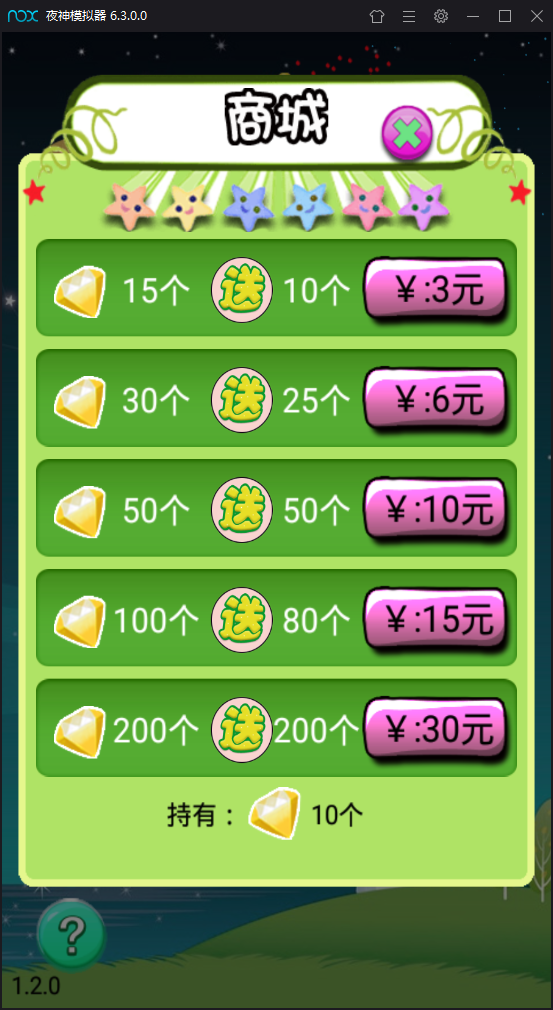 nox 夜神模拟器 6.3.0.0
商城
15个 送 10个 ￥:3元
30个 送 25个 ￥:6元
50个 送 50个 ￥:10元
100个 送 80个 ￥:15元
200个 送 200个 ￥:30元
持有： 10个
?
1.2.0